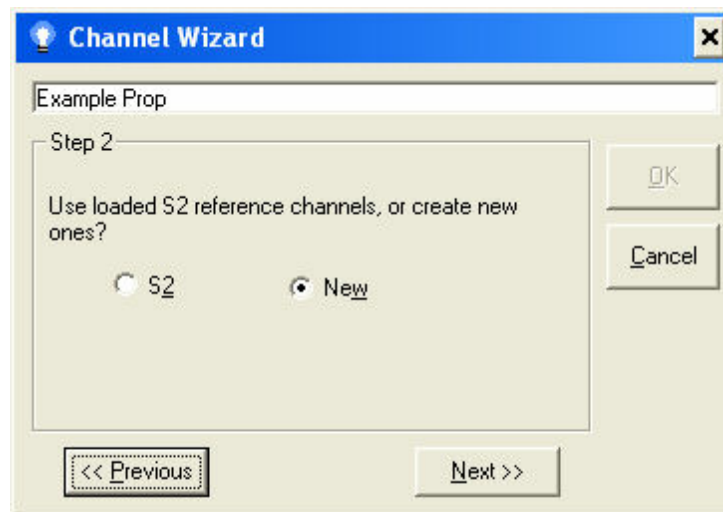 Channel Wizard
Example Prop
Step 2
Use loaded S2 reference channels, or create new
ones?
S2
New
OK
Cancel
<< Previous
Next >>